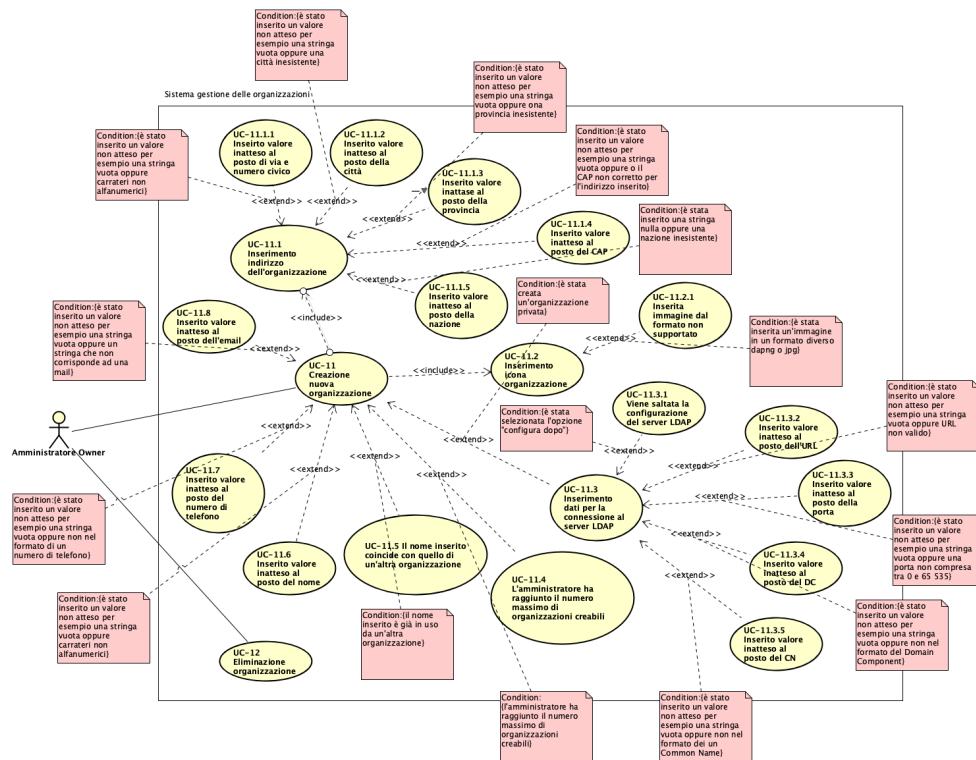 Condition:{è stato
inserito un valore
non atteso per
esempio una stringa
vuota oppure una
città inesistente}
Sistema gestione delle organizzazioni
Condition:{è stato
inserito un valore
non atteso per
esempio una stringa
vuota oppure ona
provincia inesistente}
Condition:{è stato
inserito un valore
non atteso per
esempio una stringa
vuota oppure
carrateri non
alfanumerici}
UC-11.1.1
Inseirto valore
inatteso al
posto di via e
numero civico
UC-11.1.2
Inserito valore
inatteso al
posto della
città
UC-11.1.3
Inserito valore
inattase al
posto della
provincia
Condition:{è stato
inserito un valore
non atteso per
esempio una stringa
vuota oppure o il
CAP non corretto per
l'indirizzo inserito}
<<extend>>
<<extend>>
<<extend>>
UC-11.1
Inserimento
indirizzo
dell'organizzazione
<<extend>>
UC-11.1.4
Inserito valore
inatteso al
posto del CAP
Condition:{è stata
inserito una stringa
nulla oppure una
nazione inesistente}
<<extend>>
UC-11.1.5
Inserito valore
inatteso al
posto della
nazione
Condition:{è stata
creata
un'organizzazione
privata}
UC-11.2.1
Inserita
immagine dal
formato non
supportato
Condition:{è stata
inserita un'immagine
in un formato diverso
dapng o jpg}
Condition:{è stato
inserito un valore
non atteso per
esempio una stringa
vuota oppure un
stringa che non
corrisponde ad una
mail}
UC-11.8
Inserito valore
inatteso al
posto dell'email
<<include>>
<<extend>>
<<extend>>
UC-11
Creazione
nuova
organizzazione
<<include>>
UC-11.2
Inserimento
icona
organizzazione
UC-11.3.1
Viene saltata la
configurazione
del server LDAP
Condition:{è stato
inserito un valore
non atteso per
esempio una stringa
vuota oppure URL
non valido}
Condition:{è stata
selezionata l'opzione
"configura dopo"}
UC-11.3.2
Inserito valore
inatteso al
posto dell'URL
Amministratore Owner
<<extend>>
<<extend>>
<<extend>>
<<extend>>
UC-11.7
Inserito valore
inatteso al
posto del
numero di
telefono
<<extend>>
<<extend>>
<<extend>>
UC-11.3
Inserimento
dati per la
connessione al
server LDAP
<<extend>>
UC-11.3.3
Inserito valore
inatteso al
posto della
porta
Condition:{è stato
inserito un valore
non atteso per
esempio una stringa
vuota oppure non nel
formato di un
numero di telefono}
Condition:{è stato
inserito un valore
non atteso per
esempio una stringa
vuota oppure una
porta non compresa
tra 0 e 65 535}
UC-11.6
Inserito valore
inatteso al
posto del nome
UC-11.5 Il nome inserito
coincide con quello di
un'altra organizzazione
UC-11.4
L'amministratore ha
raggiunto il numero
massimo di
organizzazioni creabili
<<extend>>
<<extend>>
UC-11.3.4
Inserito valore
inatteso al
posto del DC
Condition:{è stato
inserito un valore
non atteso per
esempio una stringa
vuota oppure
carrateri non
alfanumerici}
Condition:{il nome
inserito è già in uso
da un'altra
organizzazione}
UC-11.3.5
Inserito valore
inatteso al
posto del CN
Condition:{è stato
inserito un valore
non atteso per
esempio una stringa
vuota oppure non nel
formato del Domain
Component}
UC-12
Eliminazione
organizzazione
Condition:
{l'amministratore ha
raggiunto il numero
massimo di
organizzazioni
creabili}
Condition:{è stato
inserito un valore
non atteso per
esempio una stringa
vuota oppure non nel
formato dei un
Common Name}